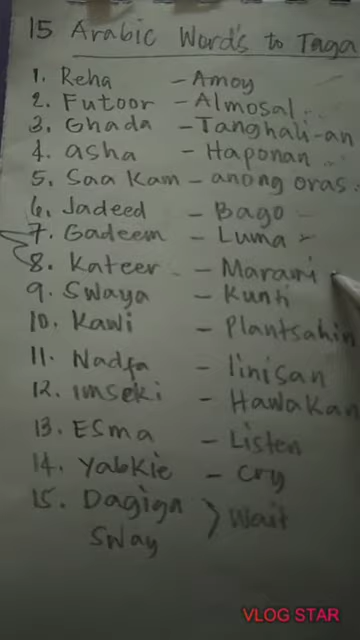 15 Arabic Word's to Taga
1. Reha - Amoy
2. Futoor - Almosal
3. Ghada - Tanghali-an
4. asha - Haponan
5. Saa Kam - anong oras
6. Jadeed - Bago
7. Gadeem - Luma
8. Kateer - Marami
9. Swaya - Kunti
10. Kawi - Plantsahin
11. Nadfa - linisan
12. imseki - Hawakan
13. Esma - Listen
14. Yabkie - Cry
15. Dagiga
Sway } Wait
VLOG STAR